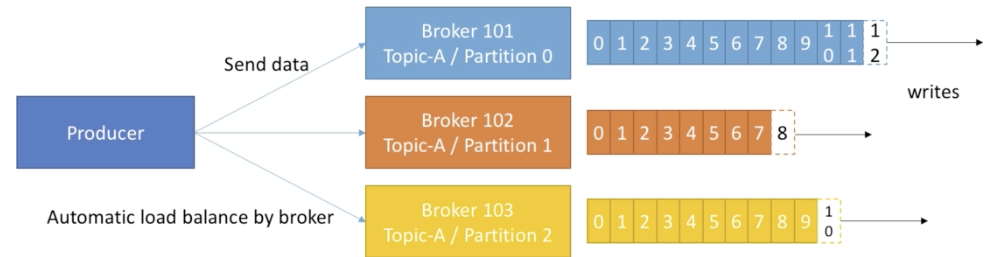 Broker 101
Topic-A / Partition 0
0 1 2 3 4 5 6 7 8 9 10 11 12
Send data
writes
Producer
Broker 102
Topic-A / Partition 1
0 1 2 3 4 5 6 7 8
Automatic load balance by broker
Broker 103
Topic-A / Partition 2
0 1 2 3 4 5 6 7 8 9 10